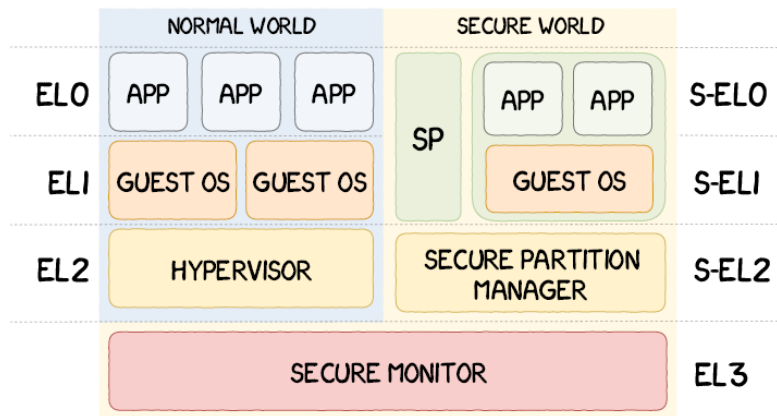 NORMAL WORLD
SECURE WORLD
EL0
APP
APP
APP
SP
APP
APP
S-EL0
EL1
GUEST OS
GUEST OS
GUEST OS
S-EL1
EL2
HYPERVISOR
SECURE PARTITION
MANAGER
S-EL2
SECURE MONITOR
EL3